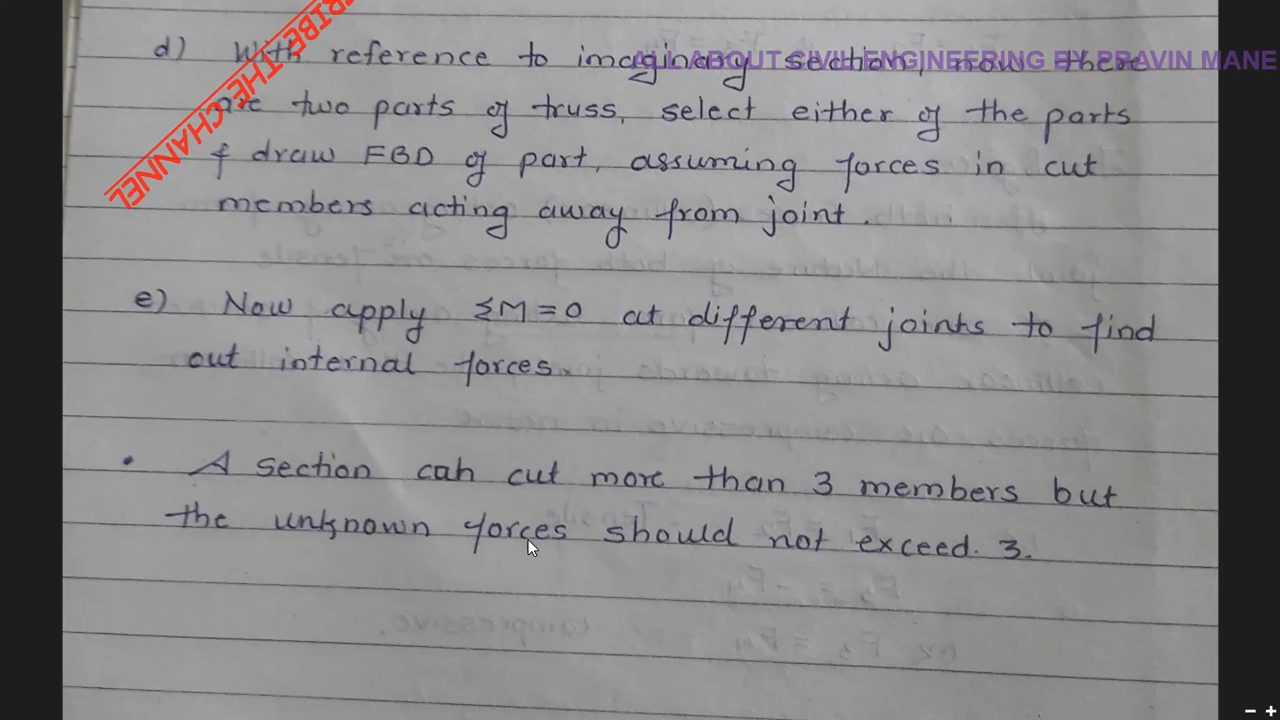 d) With reference to imaginary section, now there
are two parts of truss, select either of the parts
& draw FBD of part, assuming forces in cut
members acting away from joint.
e) Now apply ΣM=0 at different joints to find
out internal forces.
• A section can cut more than 3 members but
the unknown forces should not exceed. 3.
ALL ABOUT CIVIL ENGINEERING BY PRAVIN MANE
RIBE THE CHANNEL
- +